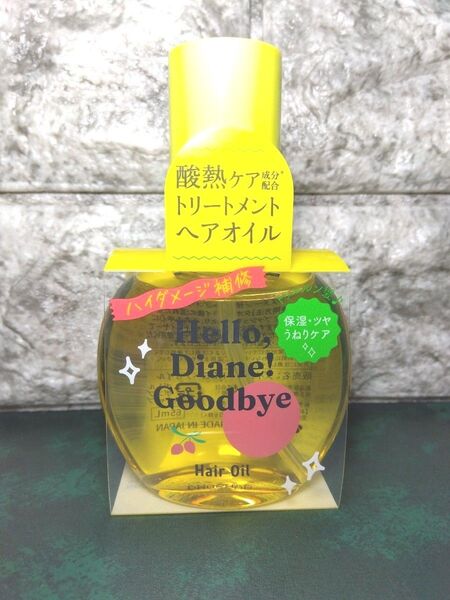 酸熱ケア成分*配合
トリートメント
ヘアオイル
ハイダメージ補修
保湿・ツヤ
うねりケア
Hello,
Diane!
Goodbye
65mL
MADE IN JAPAN
Hair Oil